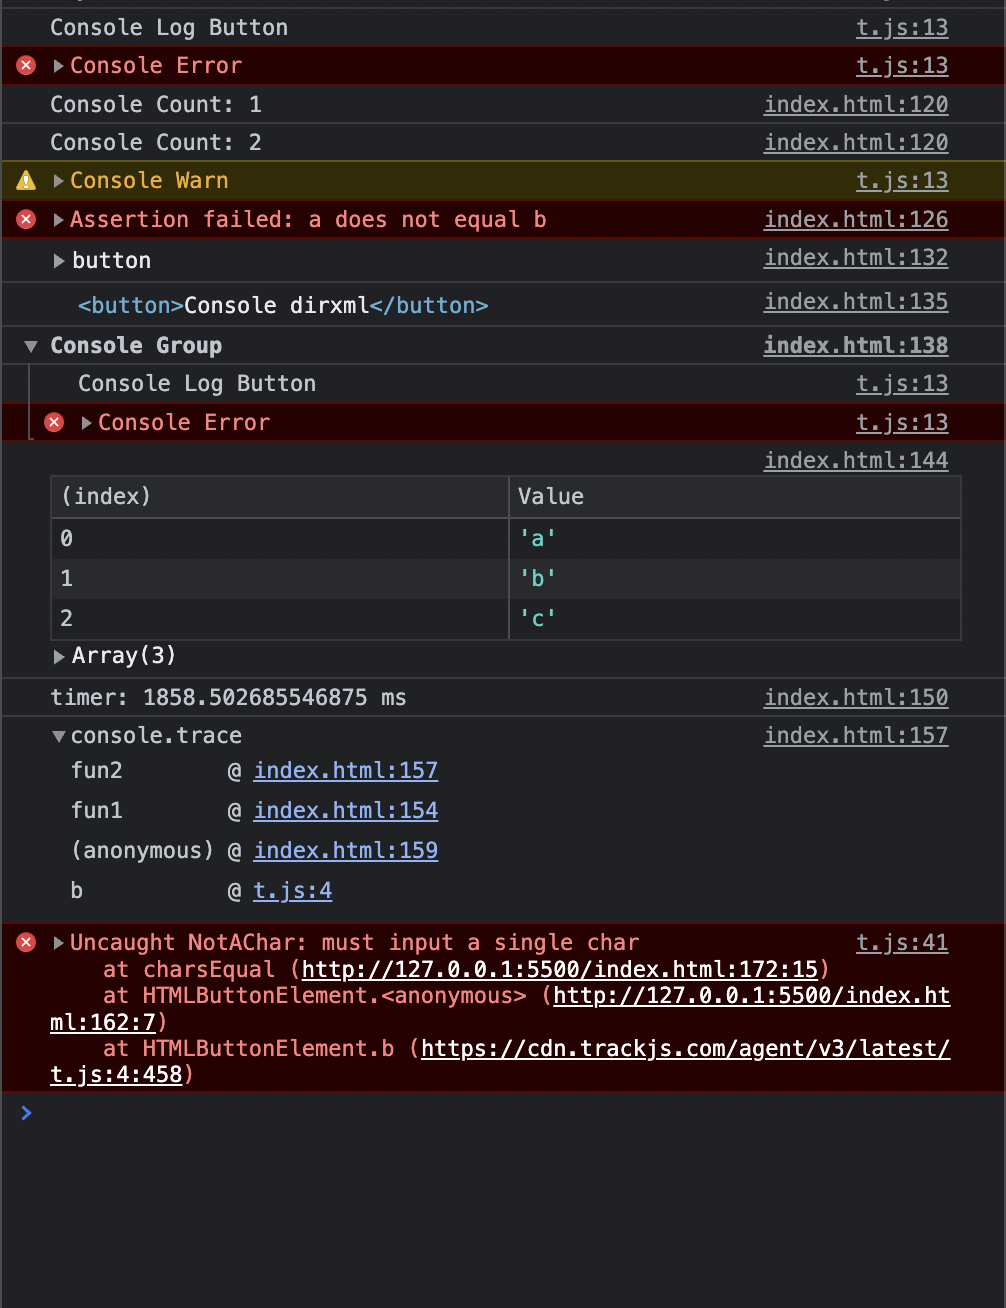 Console Log Button t.js:13
Console Error t.js:13
Console Count: 1 index.html:120
Console Count: 2 index.html:120
Console Warn t.js:13
Assertion failed: a does not equal b index.html:126
button index.html:132
<button>Console dirxml</button> index.html:135
Console Group index.html:138
Console Log Button t.js:13
Console Error t.js:13
index.html:144
(index) Value
0 'a'
1 'b'
2 'c'
Array(3)
timer: 1858.502685546875 ms index.html:150
console.trace index.html:157
fun2 @ index.html:157
fun1 @ index.html:154
(anonymous) @ index.html:159
b @ t.js:4
Uncaught NotAChar: must input a single char t.js:41
at charsEqual (http://127.0.0.1:5500/index.html:172:15)
at HTMLButtonElement.<anonymous> (http://127.0.0.1:5500/index.ht
ml:162:7)
at HTMLButtonElement.b (https://cdn.trackjs.com/agent/v3/latest/
t.js:4:458)